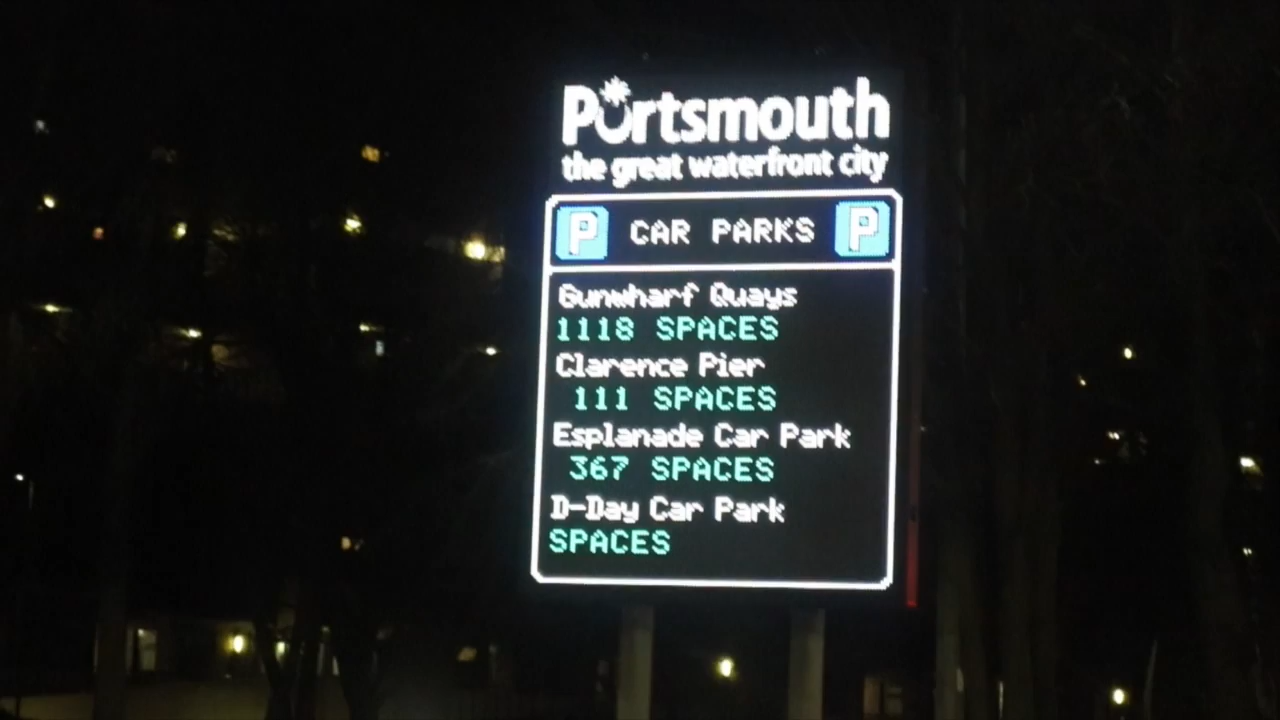 Portsmouth
the great waterfront city
P CAR PARKS P
Gunwharf Quays
1118 SPACES
Clarence Pier
111 SPACES
Esplanade Car Park
367 SPACES
D-Day Car Park
SPACES